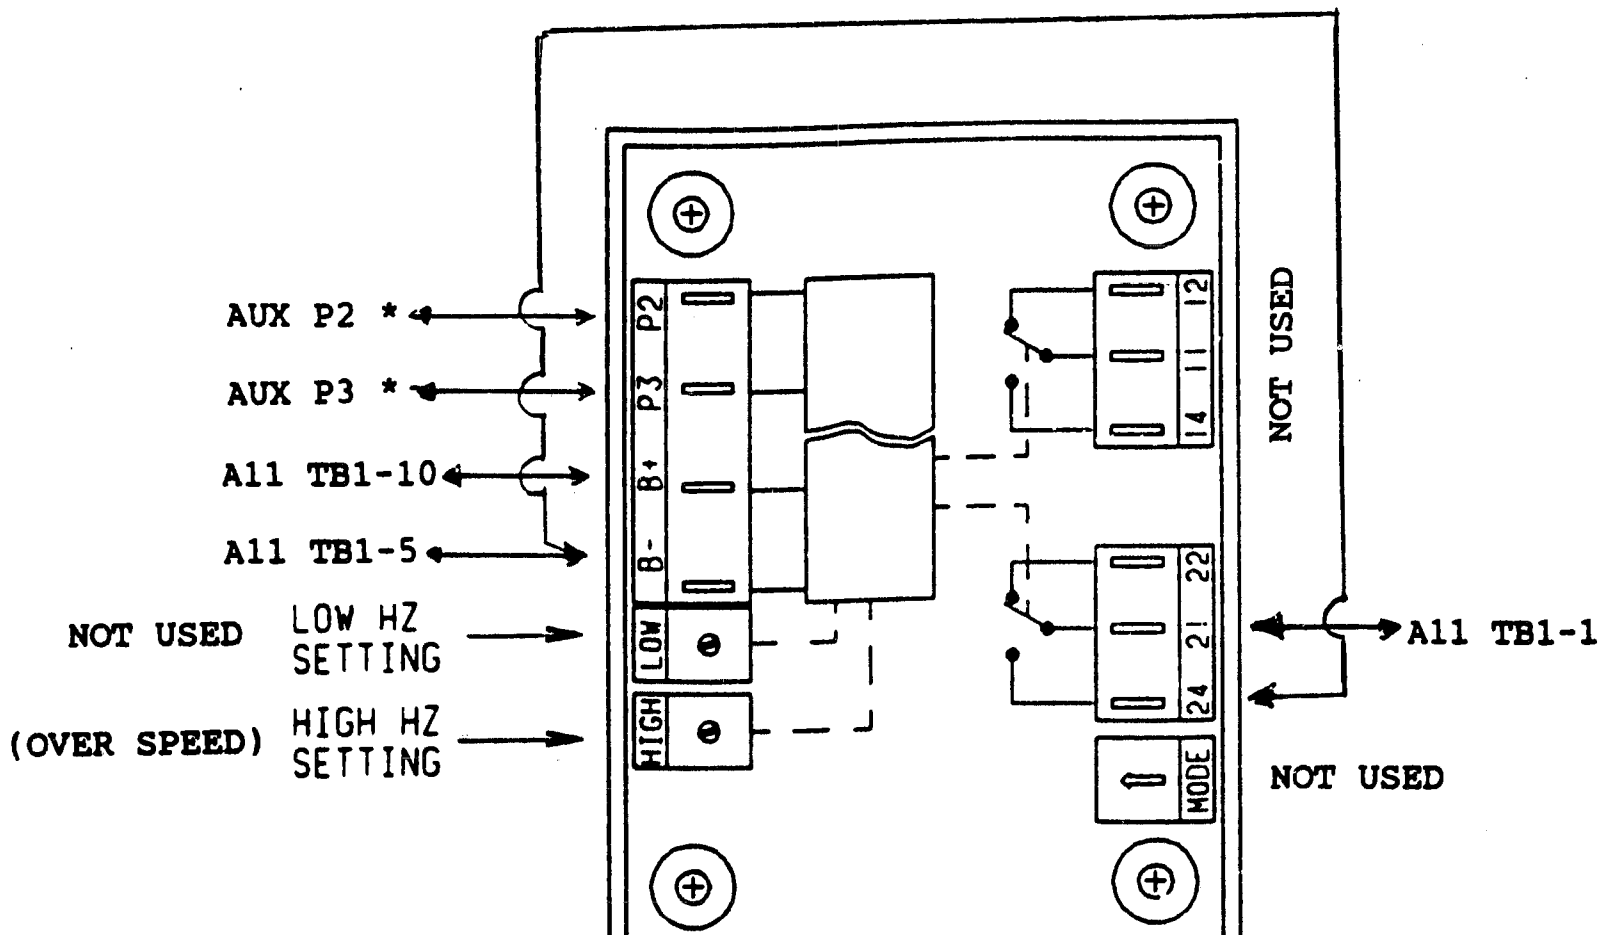 AUX P2 *
AUX P3 *
A11 TB1-10
A11 TB1-5
NOT USED
LOW HZ
SETTING
(OVER SPEED)
HIGH HZ
SETTING
P2
P3
B+
B-
LOW
HIGH
12
11
14
NOT USED
22
21
24
A11 TB1-1
MODE
NOT USED